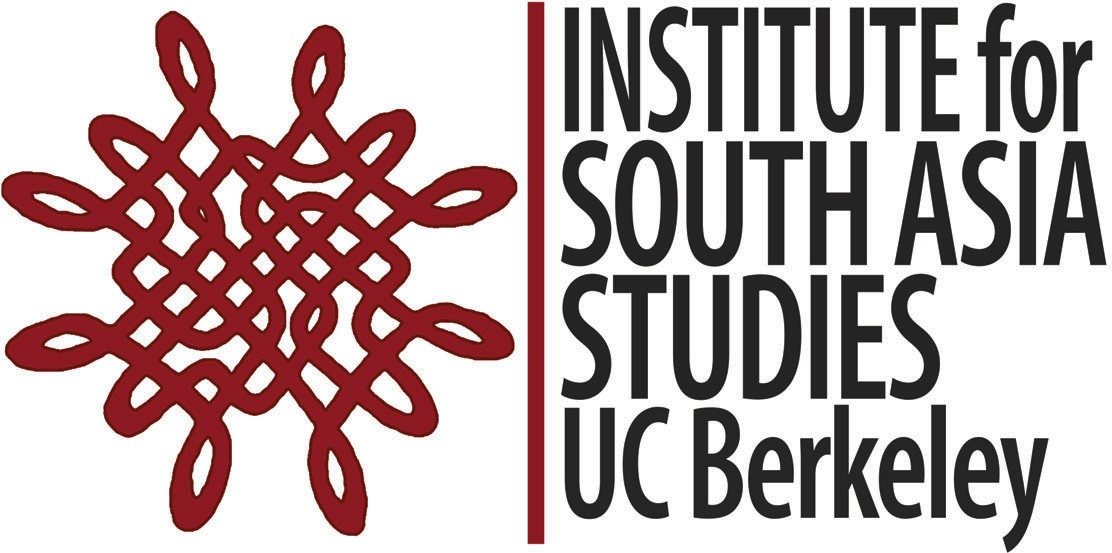 INSTITUTE for
SOUTH ASIA
STUDIES
UC Berkeley